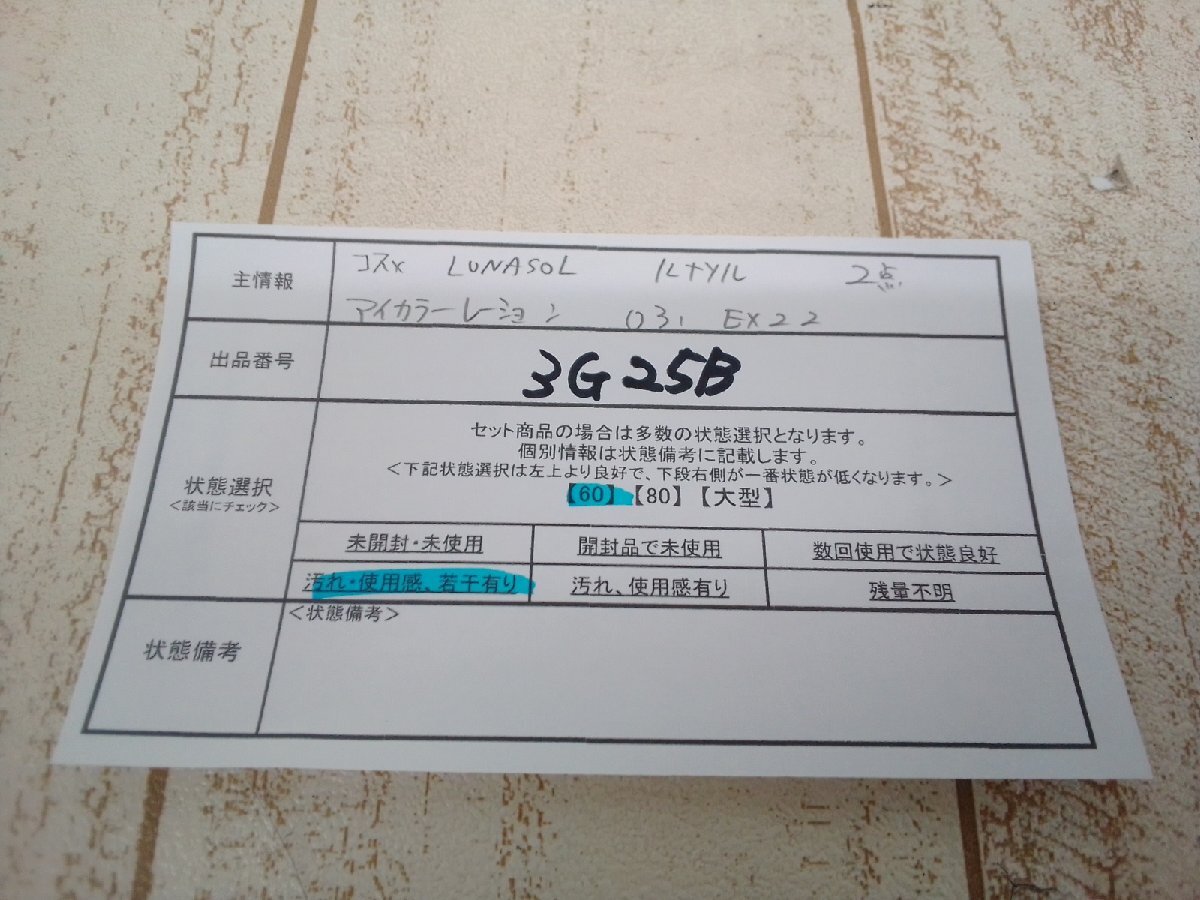 主情報
コスメ LUNASOL ルナソル 2点
アイカラーレーション 03、EX22
出品番号
3G25B
状態選択
<該当にチェック>
セット商品の場合は多数の状態選択となります。
個別情報は状態備考に記載します。
<下記状態選択は左上より良好で、下段右側が一番状態が低くなります。>
【60】【80】【大型】
未開封・未使用 開封品で未使用 数回使用で状態良好
汚れ・使用感、若干有り 汚れ、使用感有り 残量不明
状態備考
<状態備考>